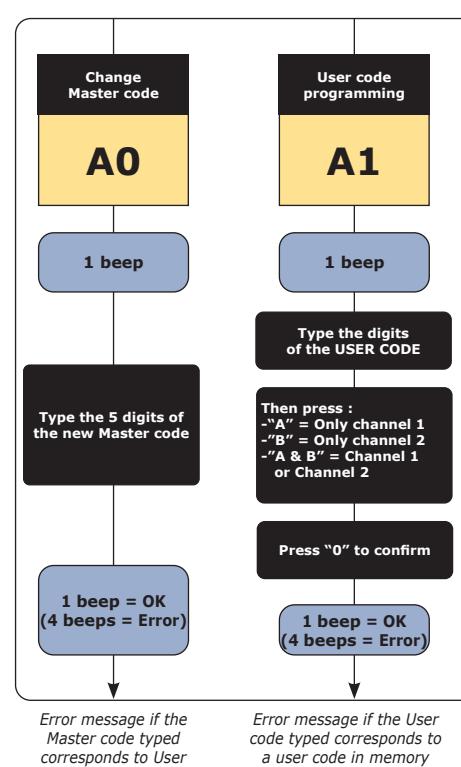 Change
Master code
A0
1 beep
Type the 5 digits of
the new Master code
1 beep = OK
(4 beeps = Error)
Error message if the
Master code typed
corresponds to User
User code
programming
A1
1 beep
Type the digits
of the USER CODE
Then press :
-“A” = Only channel 1
-”B” = Only channel 2
-”A & B” = Channel 1
or Channel 2
Press “0” to confirm
1 beep = OK
(4 beeps = Error)
Error message if the User
code typed corresponds to
a user code in memory